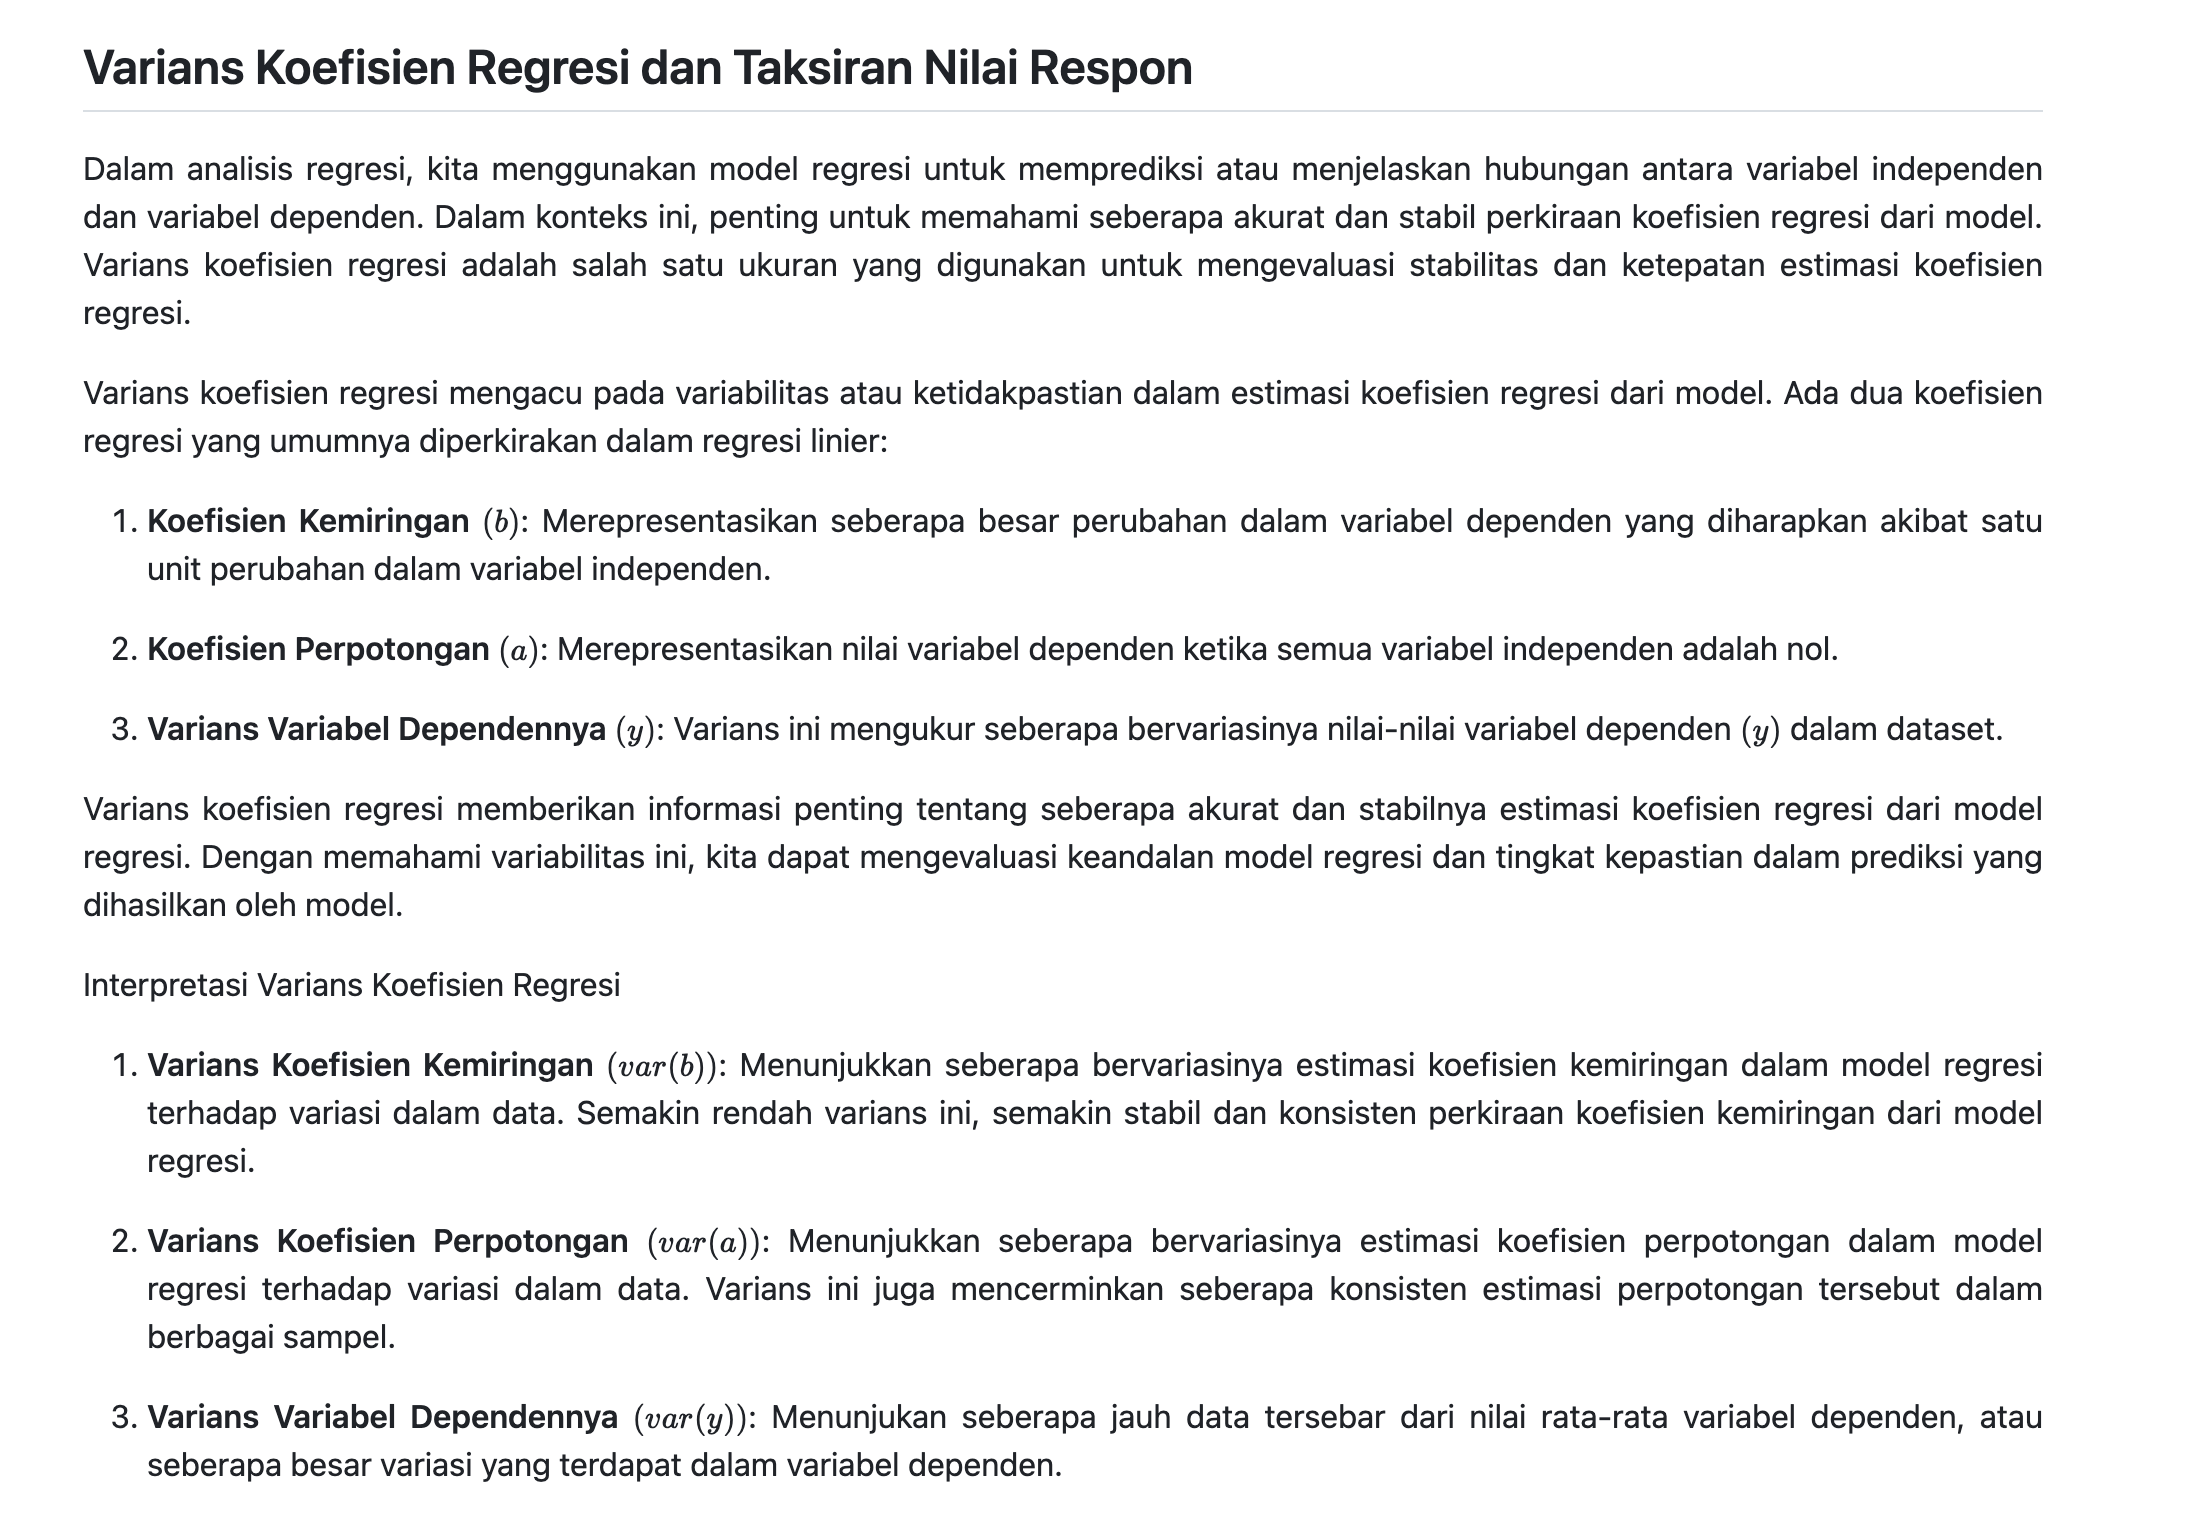 Varians Koefisien Regresi dan Taksiran Nilai Respon
Dalam analisis regresi, kita menggunakan model regresi untuk memprediksi atau menjelaskan hubungan antara variabel independen
dan variabel dependen. Dalam konteks ini, penting untuk memahami seberapa akurat dan stabil perkiraan koefisien regresi dari model.
Varians koefisien regresi adalah salah satu ukuran yang digunakan untuk mengevaluasi stabilitas dan ketepatan estimasi koefisien
regresi.
Varians koefisien regresi mengacu pada variabilitas atau ketidakpastian dalam estimasi koefisien regresi dari model. Ada dua koefisien
regresi yang umumnya diperkirakan dalam regresi linier:
1. Koefisien Kemiringan (b): Merepresentasikan seberapa besar perubahan dalam variabel dependen yang diharapkan akibat satu
unit perubahan dalam variabel independen.
2. Koefisien Perpotongan (a): Merepresentasikan nilai variabel dependen ketika semua variabel independen adalah nol.
3. Varians Variabel Dependennya (y): Varians ini mengukur seberapa bervariasinya nilai-nilai variabel dependen (y) dalam dataset.
Varians koefisien regresi memberikan informasi penting tentang seberapa akurat dan stabilnya estimasi koefisien regresi dari model
regresi. Dengan memahami variabilitas ini, kita dapat mengevaluasi keandalan model regresi dan tingkat kepastian dalam prediksi yang
dihasilkan oleh model.
Interpretasi Varians Koefisien Regresi
1. Varians Koefisien Kemiringan (var(b)): Menunjukkan seberapa bervariasinya estimasi koefisien kemiringan dalam model regresi
terhadap variasi dalam data. Semakin rendah varians ini, semakin stabil dan konsisten perkiraan koefisien kemiringan dari model
regresi.
2. Varians Koefisien Perpotongan (var(a)): Menunjukkan seberapa bervariasinya estimasi koefisien perpotongan dalam model
regresi terhadap variasi dalam data. Varians ini juga mencerminkan seberapa konsisten estimasi perpotongan tersebut dalam
berbagai sampel.
3. Varians Variabel Dependennya (var(y)): Menunjukan seberapa jauh data tersebar dari nilai rata-rata variabel dependen, atau
seberapa besar variasi yang terdapat dalam variabel dependen.